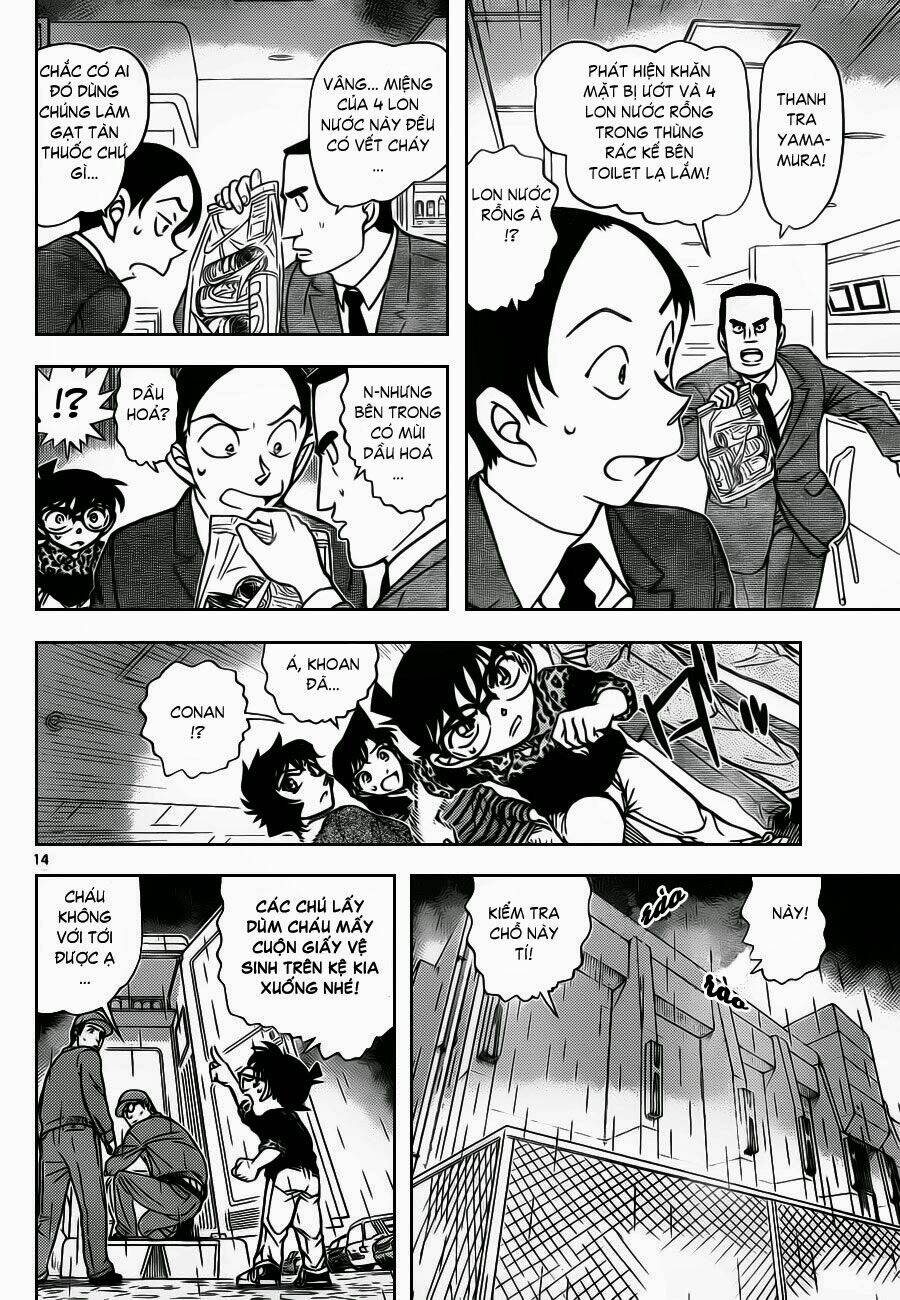 THANH
TRA
YAMA-
MURA!
PHÁT HIỆN KHĂN
MẶT BỊ ƯỚT VÀ 4
LON NƯỚC RỖNG
TRONG THÙNG
RÁC KẾ BÊN
TOILET LẠ LẮM!
LON NƯỚC
RỖNG À
!?
VÂNG... MIỆNG
CỦA 4 LON
NƯỚC NÀY ĐỀU
CÓ VẾT CHÁY
...
CHẮC CÓ AI
ĐÓ DÙNG
CHÚNG LÀM
GẠT TÀN
THUỐC CHỨ
GÌ...
N-NHƯNG
BÊN TRONG
CÓ MÙI
DẦU HOẢ
...
DẦU
HOẢ?
!?
Á, KHOAN
ĐÃ...
CONAN
!?
14
NÀY!
KIỂM TRA
CHỖ NÀY
TÍ!
rào
rào
CÁC CHÚ LẤY
DÙM CHÁU MẤY
CUỘN GIẤY VỆ
SINH TRÊN KỆ KIA
XUỐNG NHÉ!
CHÁU
KHÔNG
VỚI TỚI
ĐƯỢC Ạ
...